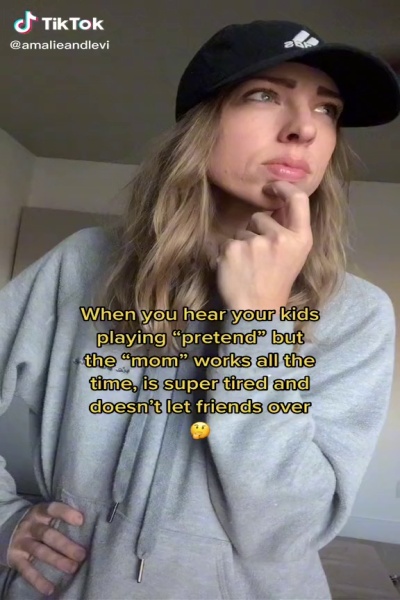 TikTok
@amalieandlevi
When you hear your kids
playing “pretend” but
the “mom” works all the
time, is super tired and
doesn’t let friends over
🤔